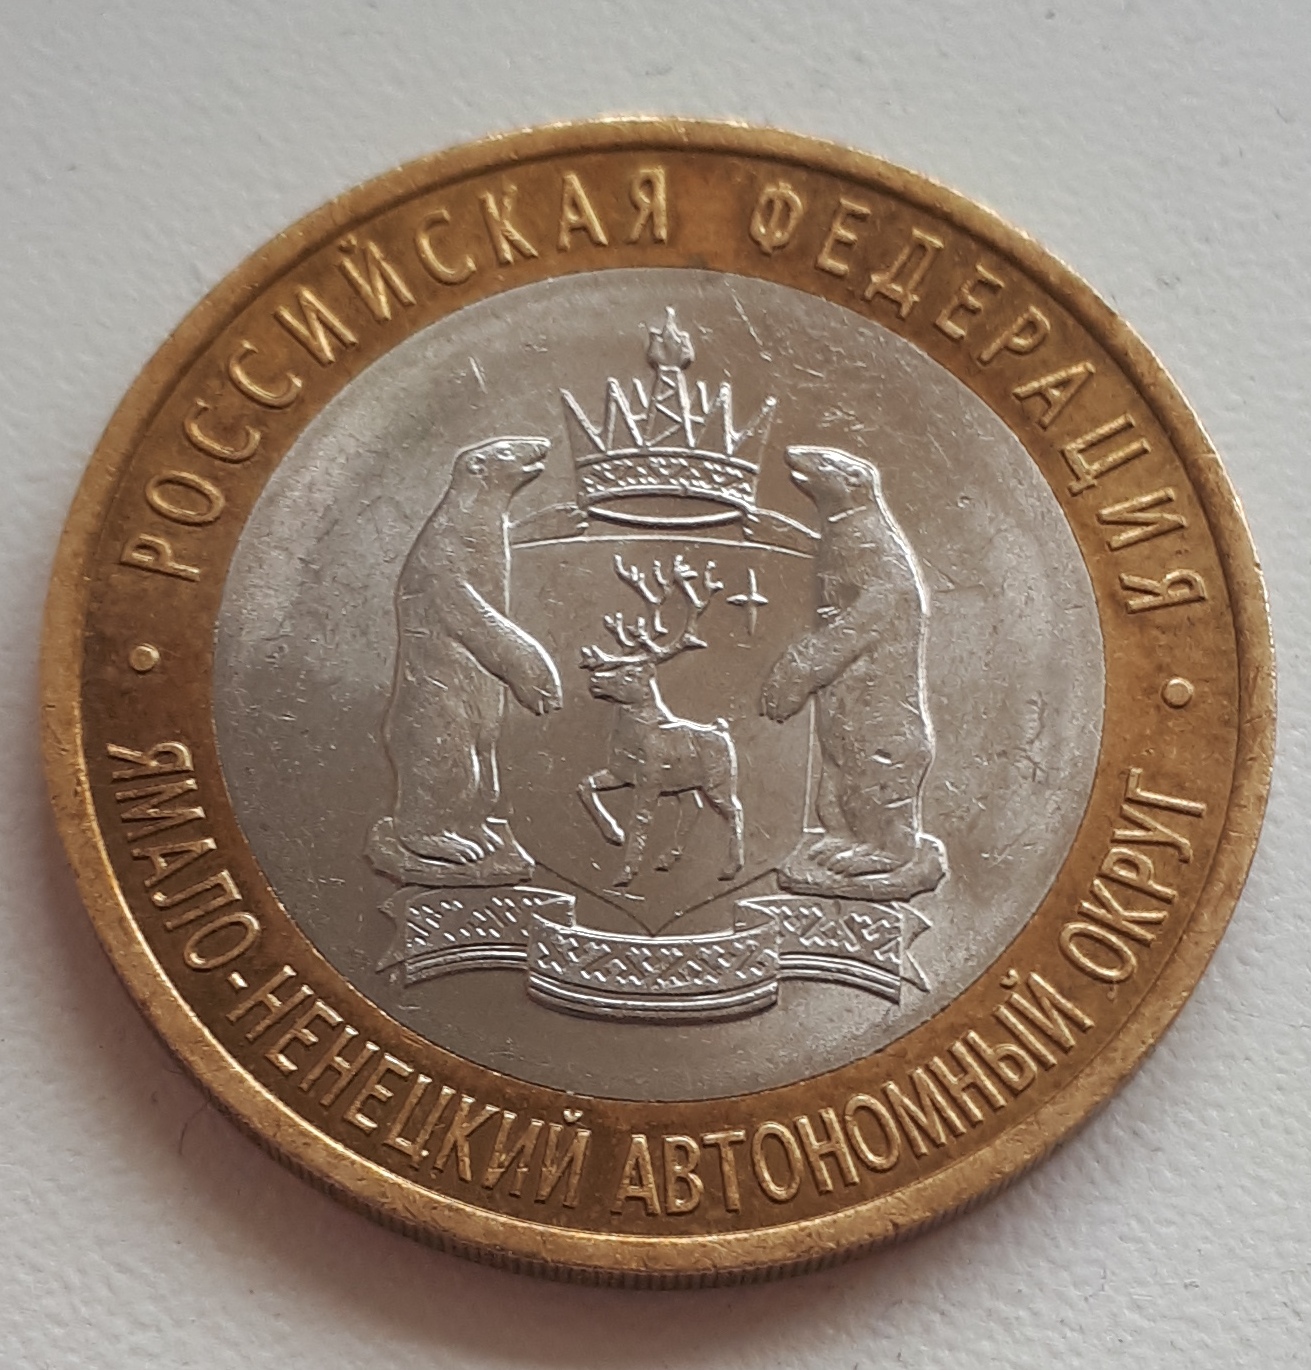 РОССИЙСКАЯ ФЕДЕРАЦИЯ
ЯМАЛО-НЕНЕЦКИЙ АВТОНОМНЫЙ ОКРУГ